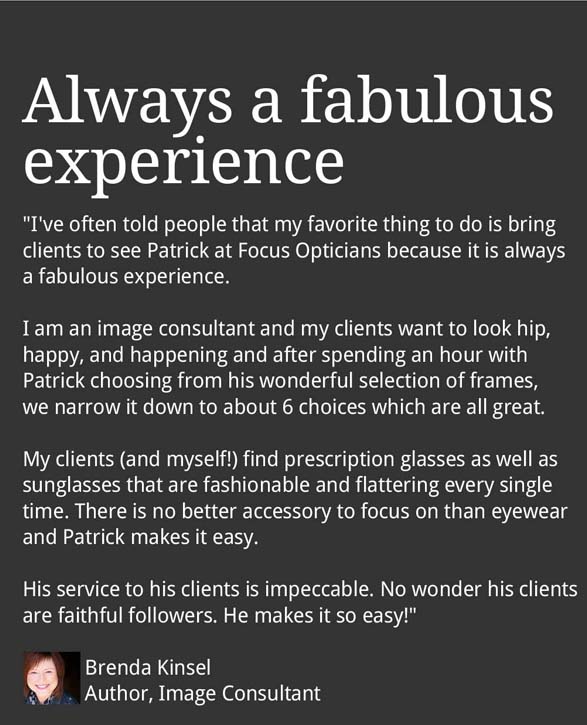 Always a fabulous
experience
"I've often told people that my favorite thing to do is bring
clients to see Patrick at Focus Opticians because it is always
a fabulous experience.
I am an image consultant and my clients want to look hip,
happy, and happening and after spending an hour with
Patrick choosing from his wonderful selection of frames,
we narrow it down to about 6 choices which are all great.
My clients (and myself!) find prescription glasses as well as
sunglasses that are fashionable and flattering every single
time. There is no better accessory to focus on than eyewear
and Patrick makes it easy.
His service to his clients is impeccable. No wonder his clients
are faithful followers. He makes it so easy!"
Brenda Kinsel
Author, Image Consultant